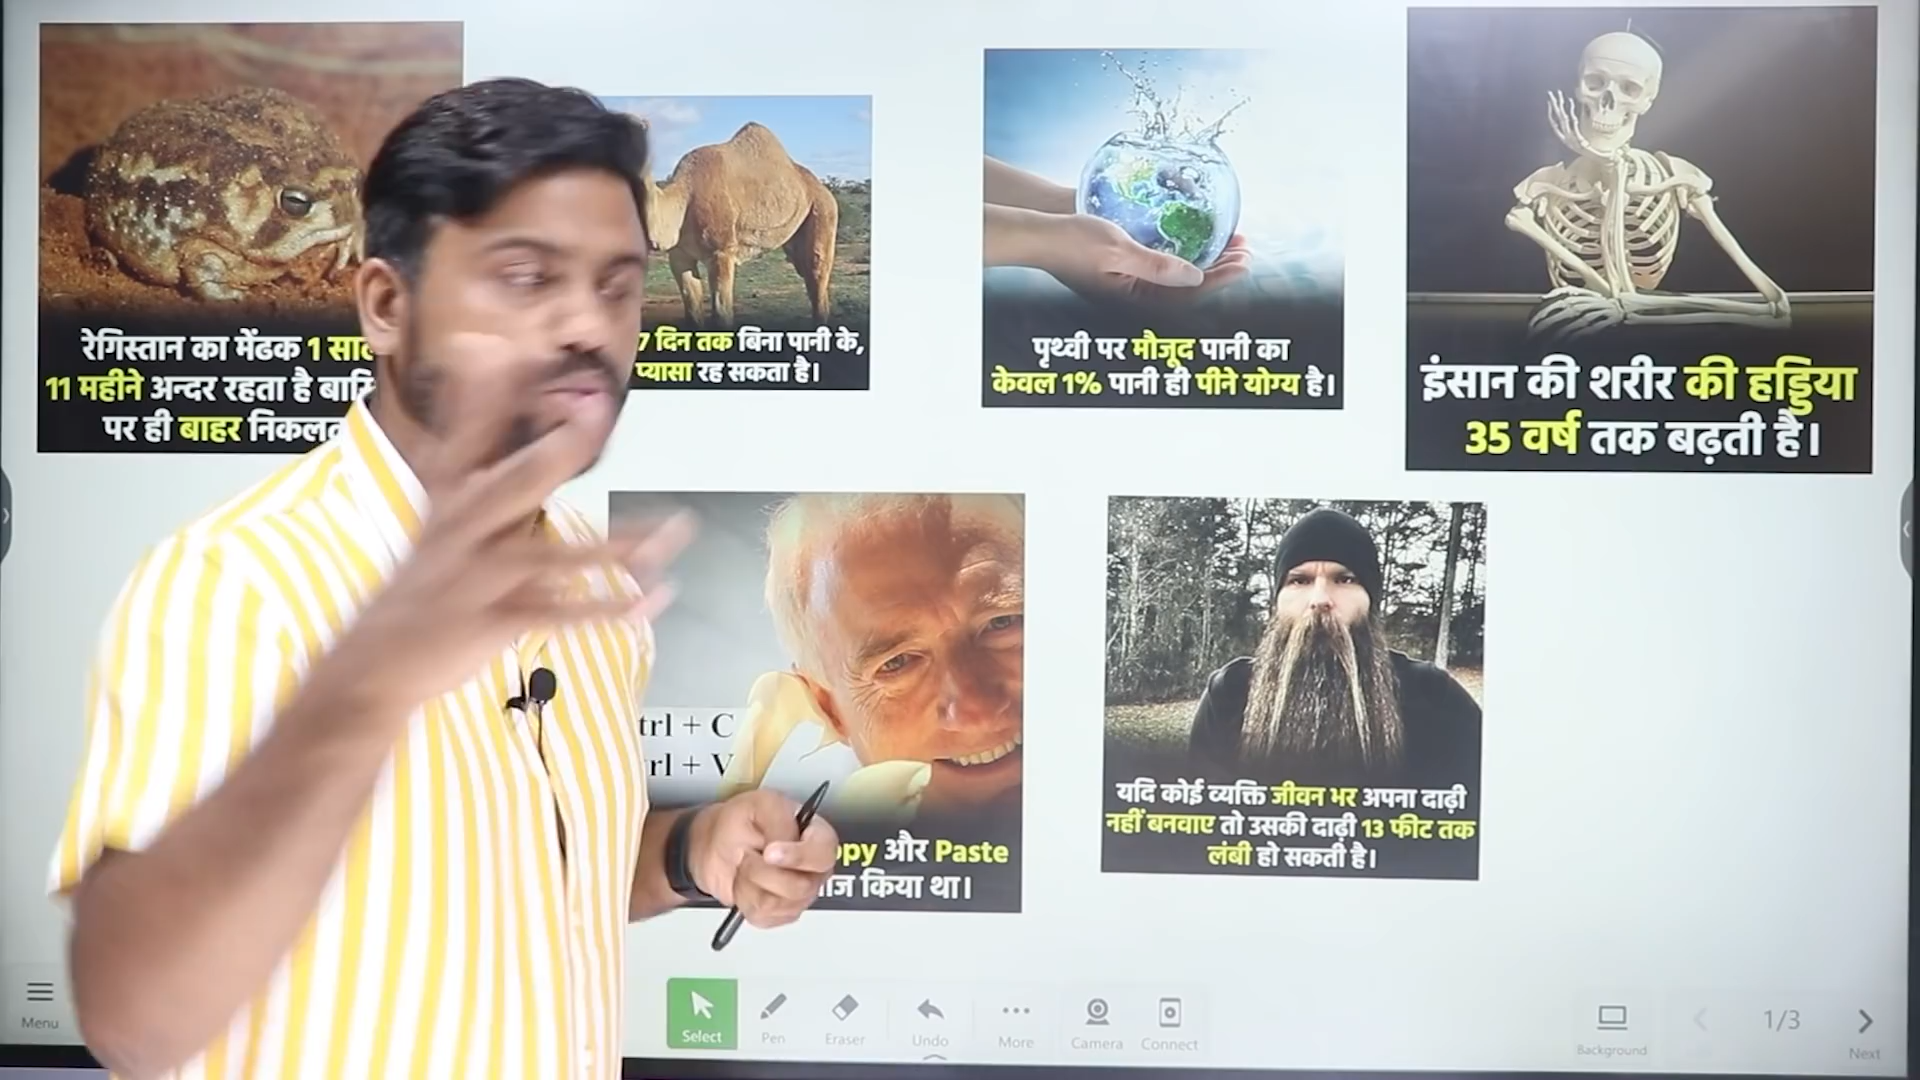 रेगिस्तान का मेंढक 1
11 महीने अन्दर रहता है
पर ही बाहर
7 दिन तक बिना पानी के,
प्यासा रह सकता है।
पृथ्वी पर मौजूद पानी का
केवल 1% पानी ही पीने योग्य है।
इंसान की शरीर की हड्डिया
35 वर्ष तक बढ़ती है।
trl + C
rl + V
और Paste
किया था।
यदि कोई व्यक्ति जीवन भर अपना दाढ़ी
नहीं बनवाए तो उसकी दाढ़ी 13 फीट तक
लंबी हो सकती है।
Menu
Select
Pen
Eraser
Undo
More
Camera
Connect
Background
1/3
Next